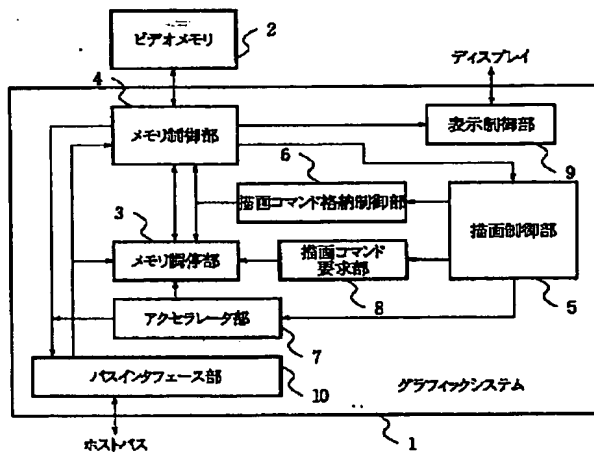 ビデオメモリ
2
ディスプレイ
4
メモリ制御部
表示制御部
9
6
描画コマンド格納制御部
描画制御部
3
メモリ調停部
描画コマンド
要求部
8
5
アクセラレータ部
7
バスインタフェース部
10
グラフィックシステム
ホストバス
1